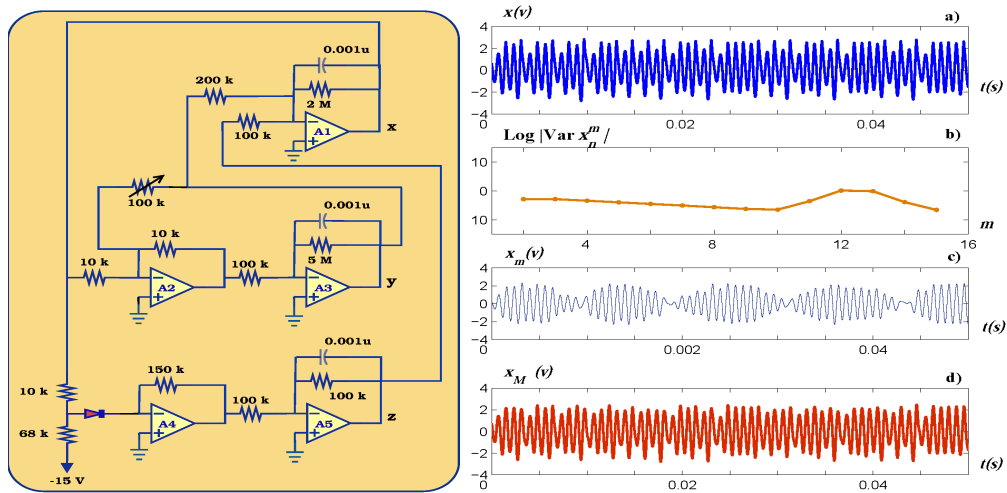 0.001u
200 k
2 M
100 k
A1
x
100 k
0.001u
10 k
5 M
10 k
100 k
A2
A3
y
0.001u
150 k
10 k
100 k
100 k
A4
A5
z
68 k
-15 V
x(v)
a)
4
2
0
−2
−4
t(s)
0
0.02
0.04
Log |Var x_n^m /
b)
10
0
10
m
4
8
12
16
x_m(v)
c)
4
2
0
−2
−4
t(s)
0
0.002
0.04
x_M (v)
d)
4
2
0
−2
−4
t(s)
0
0.02
0.04